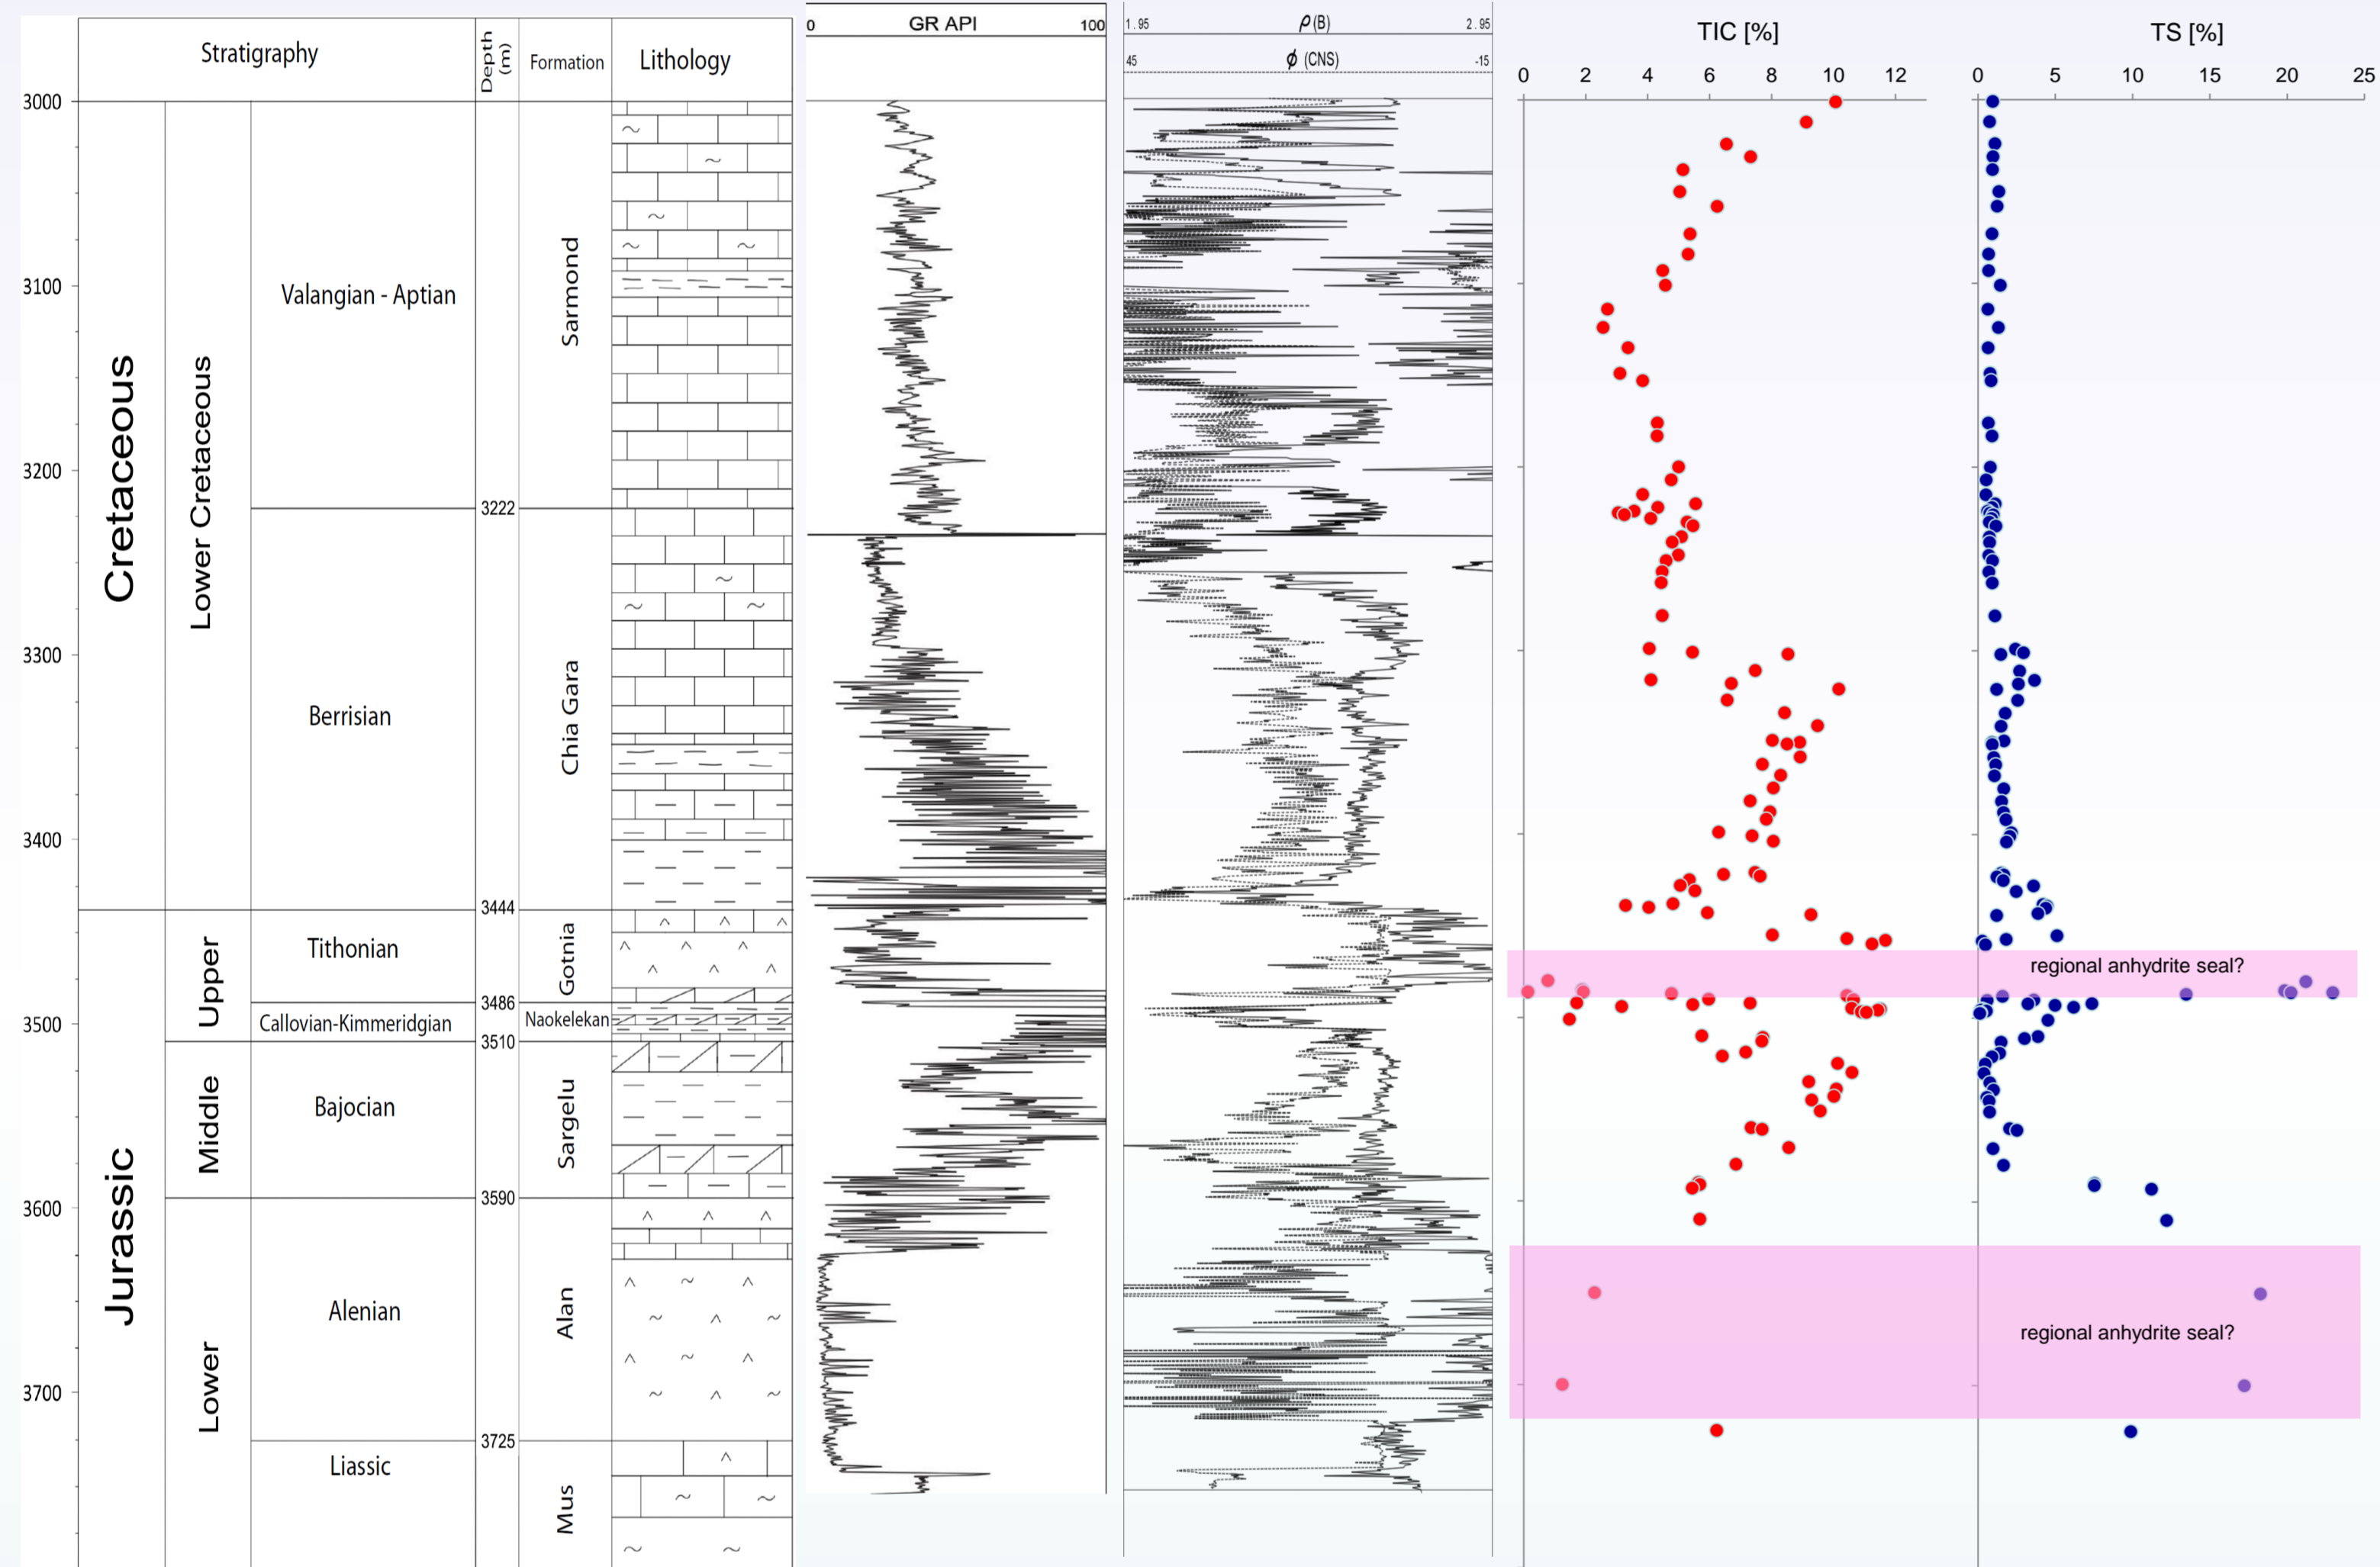 Stratigraphy
Depth (m)
Formation
Lithology
0 GR API 100
1.95 ρ (B) 2.95
45 ϕ (CNS) -15
TIC [%]
0 2 4 6 8 10 12
TS [%]
0 5 10 15 20 25
3000
3100
3200
3300
3400
3500
3600
3700
Cretaceous
Lower Cretaceous
Valangian - Aptian
Sarmond
3222
Berrisian
Chia Gara
3444
Jurassic
Upper
Tithonian
Gotnia
3486
Callovian-Kimmeridgian
Naokelekan
3510
Middle
Bajocian
Sargelu
3590
Lower
Alenian
Alan
3725
Liassic
Mus
regional anhydrite seal?
regional anhydrite seal?